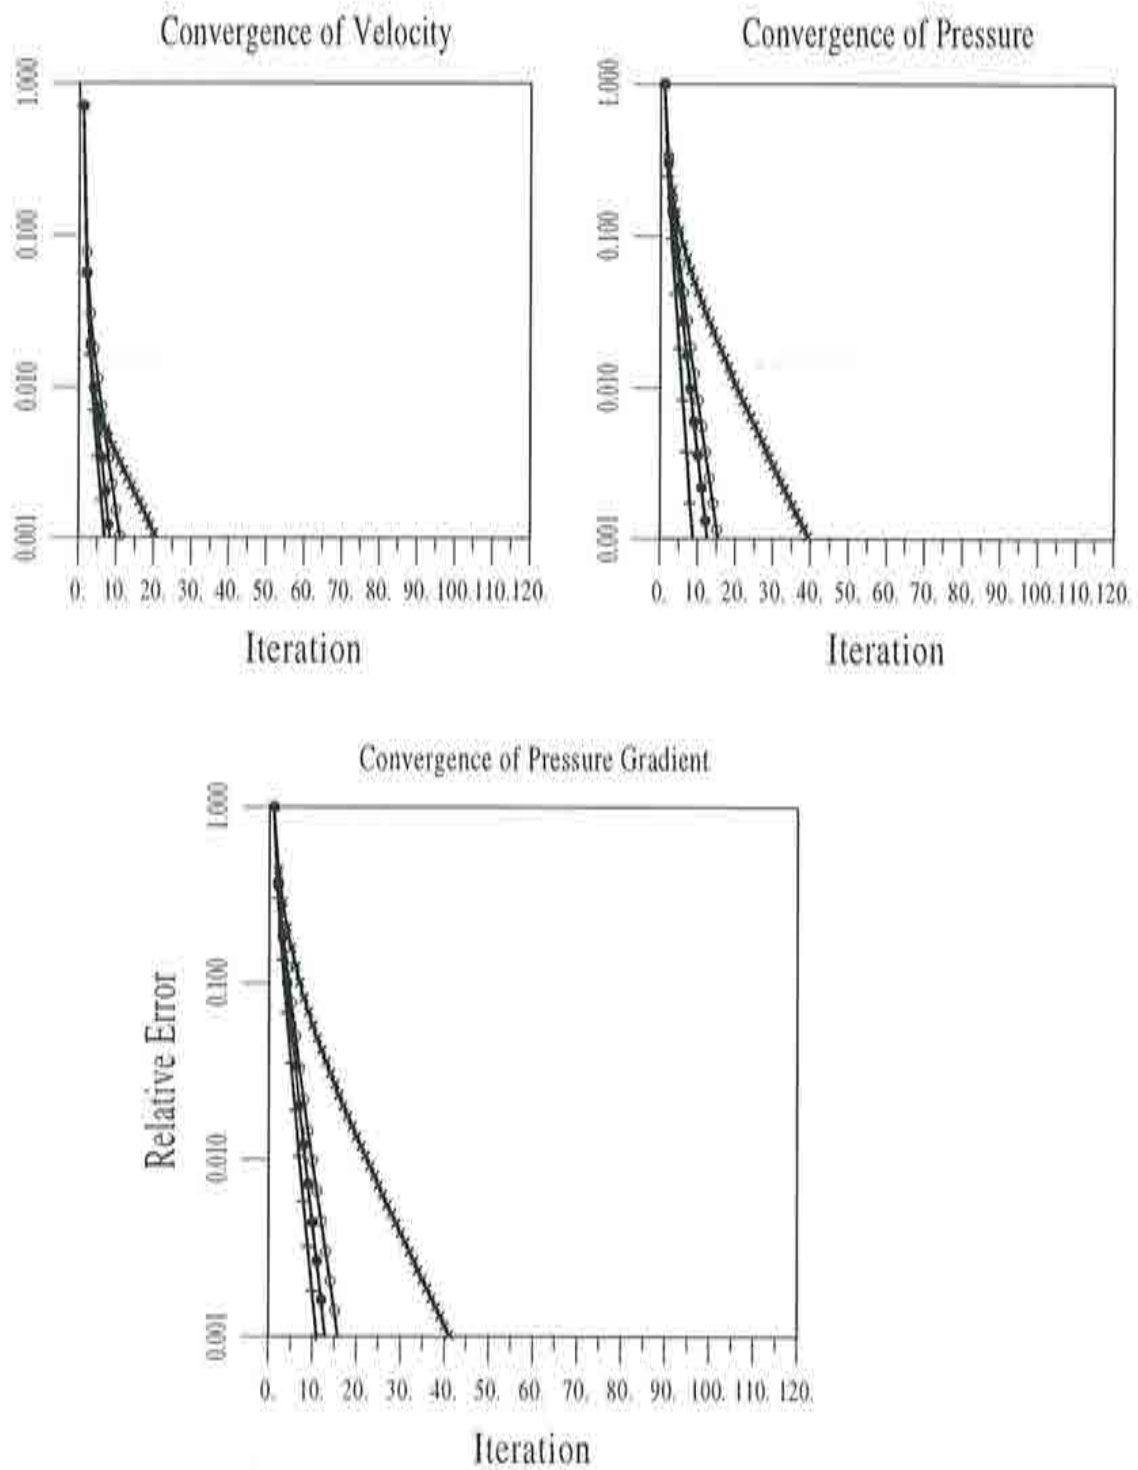 Convergence of Velocity
1.000
0.100
0.010
0.001
0. 10. 20. 30. 40. 50. 60. 70. 80. 90. 100.110.120.
Iteration
Convergence of Pressure
1.000
0.100
0.010
0.001
0. 10. 20. 30. 40. 50. 60. 70. 80. 90. 100.110.120.
Iteration
Convergence of Pressure Gradient
Relative Error
1.000
0.100
0.010
0.001
0. 10. 20. 30. 40. 50. 60. 70. 80. 90. 100. 110. 120.
Iteration